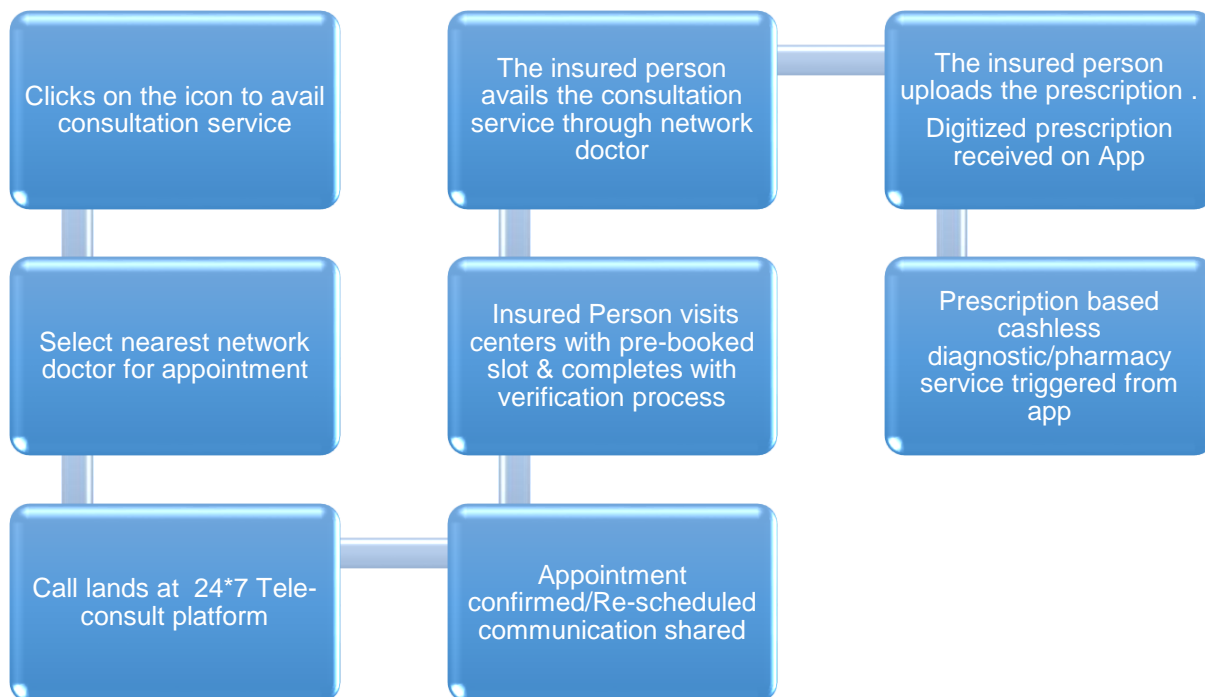 Clicks on the icon to avail
consultation service
Select nearest network
doctor for appointment
Call lands at 24*7 Tele-
consult platform
Appointment
confirmed/Re-scheduled
communication shared
Insured Person visits
centers with pre-booked
slot & completes with
verification process
The insured person
avails the consultation
service through network
doctor
The insured person
uploads the prescription .
Digitized prescription
received on App
Prescription based
cashless
diagnostic/pharmacy
service triggered from
app